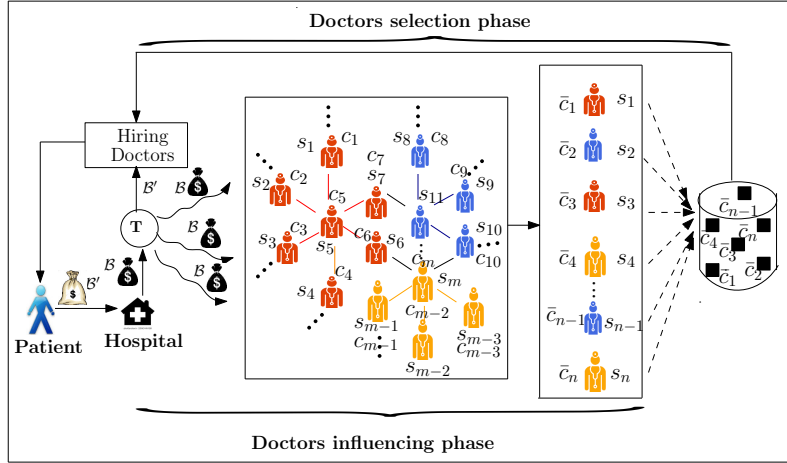 Doctors selection phase
Hiring
Doctors
𝓑′
𝓑
$
T
𝓑
$
𝓑
$
𝓑
$
𝓑′
$
Patient
Hospital
s₁ c₁
s₈ c₈
s₂ c₂
c₇
s₇
c₉
s₉
c₅
s₁₁
s₃ c₃
s₅
c₆ s₆
s₁₀
c₁₀
c₄
s₄
cₘ
sₘ
cₘ₋₂
sₘ₋₁
cₘ₋₁
sₘ₋₂
sₘ₋₃
cₘ₋₃
c̄₁ s₁
c̄₂ s₂
c̄₃ s₃
c̄₄ s₄
c̄ₙ₋₁ sₙ₋₁
c̄ₙ sₙ
c̄ₙ₋₁
c̄₄ c̄ₙ
c̄₃
c̄₁ c̄₂
Doctors influencing phase